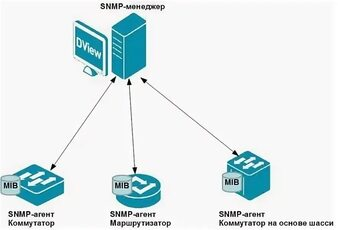 SNMP-менеджер
DView
MIB
MIB
MIB
SNMP-агент
Коммутатор
SNMP-агент
Маршрутизатор
SNMP-агент
Коммутатор на основе шасси